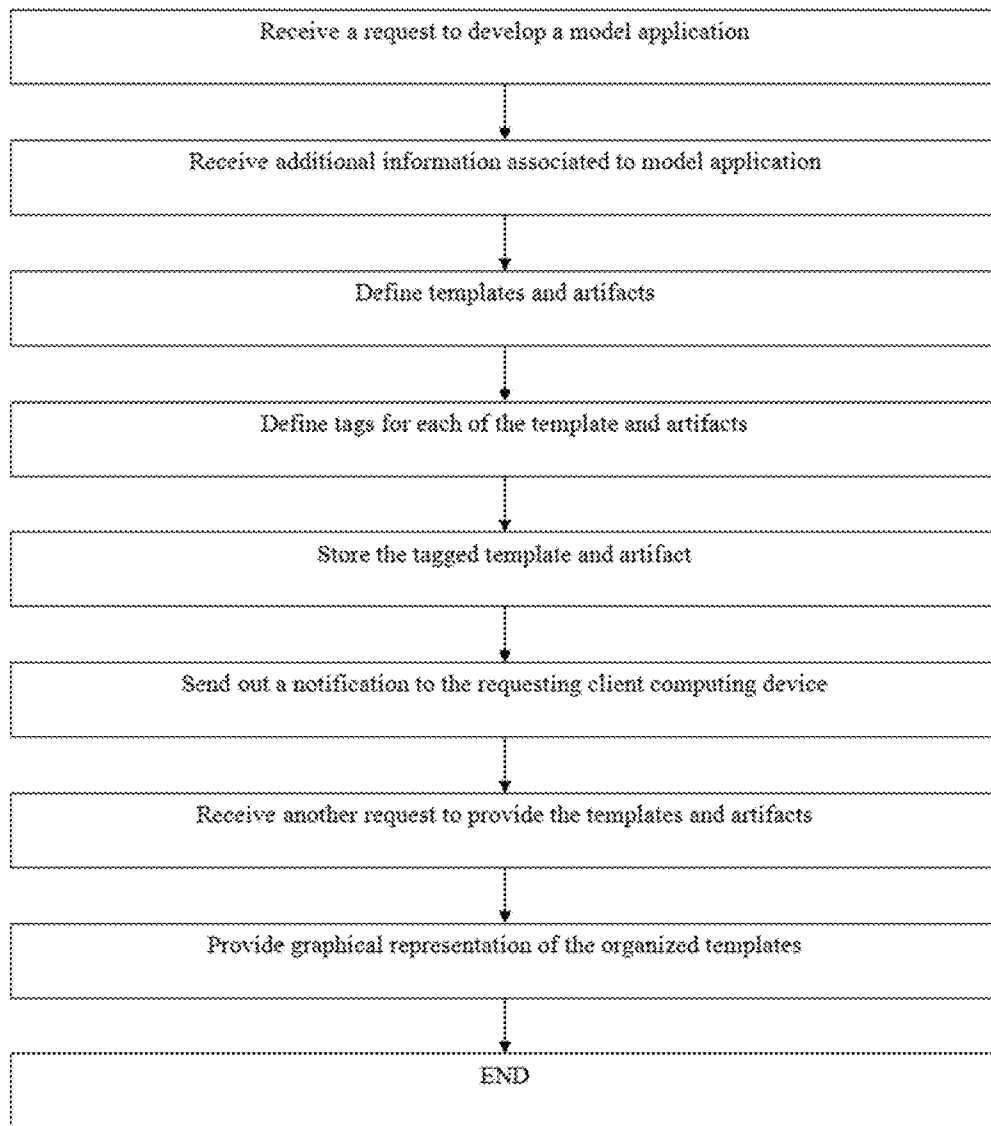 Receive a request to develop a model application
Receive additional information associated to model application
Define templates and artifacts
Define tags for each of the template and artifacts
Store the tagged template and artifact
Send out a notification to the requesting client computing device
Receive another request to provide the templates and artifacts
Provide graphical representation of the organized templates
END